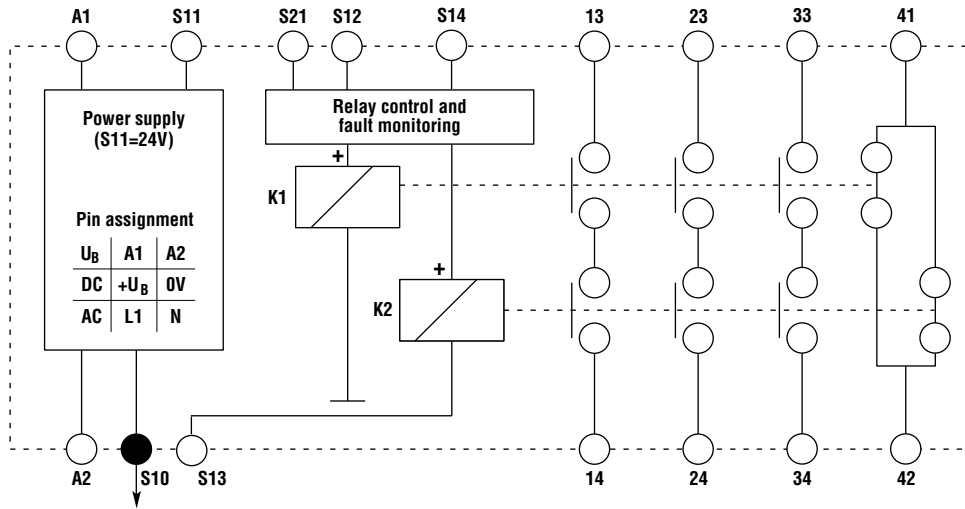 A1 S11 S21 S12 S14 13 23 33 41
Power supply
(S11=24V)
Relay control and
fault monitoring
+
K1
Pin assignment
UB A1 A2
DC +UB 0V
AC L1 N
+
K2
A2 S10 S13 14 24 34 42